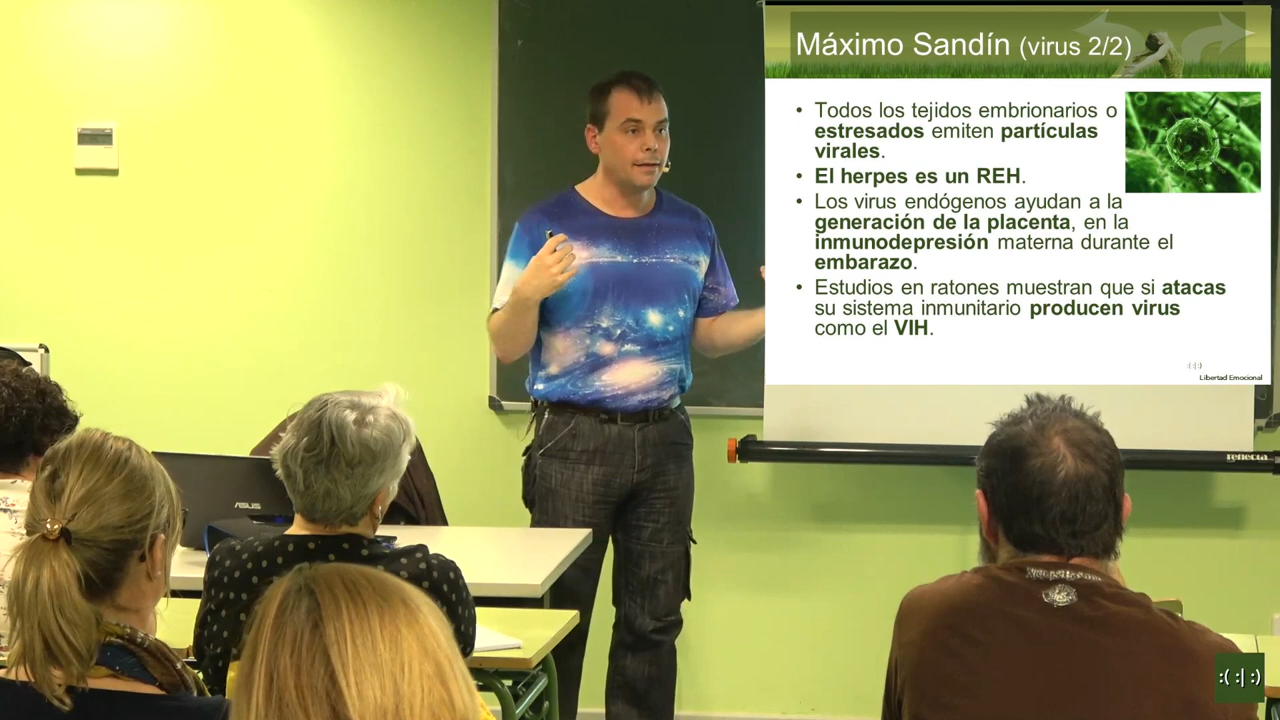 Máximo Sandín (virus 2/2)
• Todos los tejidos embrionarios o
estresados emiten partículas
virales.
• El herpes es un REH.
• Los virus endógenos ayudan a la
generación de la placenta, en la
inmunodepresión materna durante el
embarazo.
• Estudios en ratones muestran que si atacas
su sistema inmunitario producen virus
como el VIH.
:(:|:)
Libertad Emocional
ASUS
:( :| :)